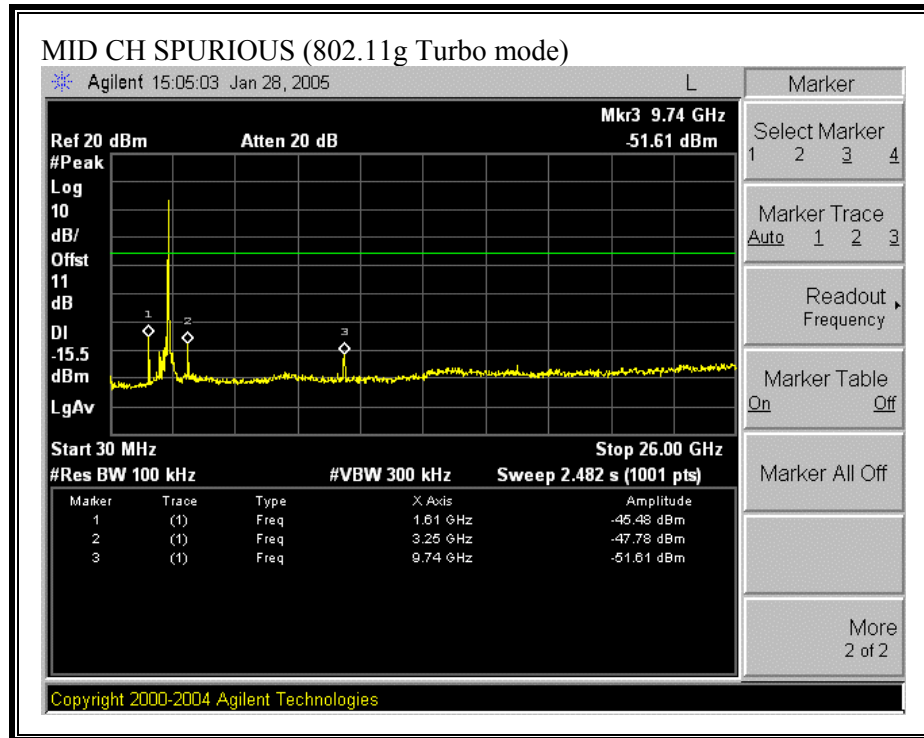 MID CH SPURIOUS (802.11g Turbo mode)
Agilent 15:05:03 Jan 28, 2005 L
Mkr3 9.74 GHz
Ref 20 dBm Atten 20 dB -51.61 dBm
#Peak
Log
10
dB/
Offst
11
dB
DI
-15.5
dBm
LgAv
1
2
3
Start 30 MHz Stop 26.00 GHz
#Res BW 100 kHz #VBW 300 kHz Sweep 2.482 s (1001 pts)
Marker Trace Type X Axis Amplitude
1 (1) Freq 1.61 GHz -45.48 dBm
2 (1) Freq 3.25 GHz -47.78 dBm
3 (1) Freq 9.74 GHz -51.61 dBm
Marker
Select Marker
1 2 3 4
Marker Trace
Auto 1 2 3
Readout
Frequency
Marker Table
On Off
Marker All Off
More
2 of 2
Copyright 2000-2004 Agilent Technologies